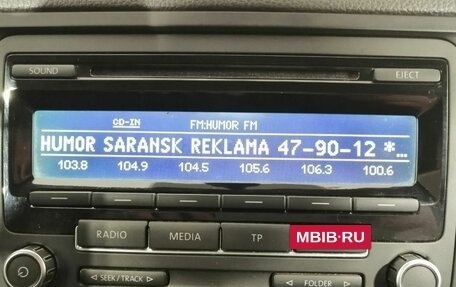 SOUND
EJECT
CD-IN FM:HUMOR FM
HUMOR SARANSK REKLAMA 47-90-12 *...
103.8 104.9 104.5 105.6 106.3 100.6
RADIO MEDIA TP MBIB.RU
SEEK/TRACK FOLDER